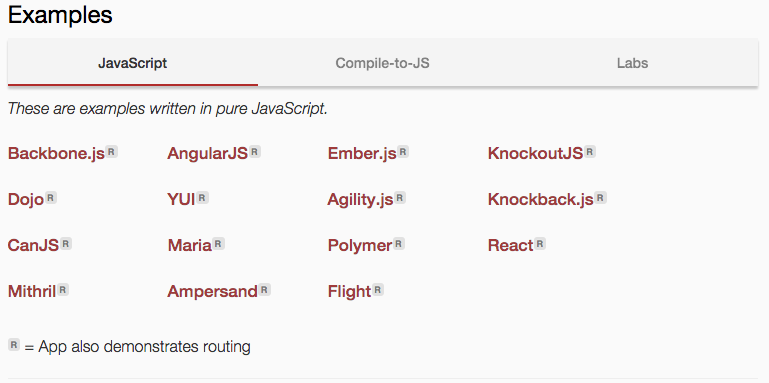 Examples
JavaScript Compile-to-JS Labs
These are examples written in pure JavaScript.
Backbone.js R AngularJS R Ember.js R KnockoutJS R
Dojo R YUI R Agility.js R Knockback.js R
CanJS R Maria R Polymer R React R
Mithril R Ampersand R Flight R
R = App also demonstrates routing